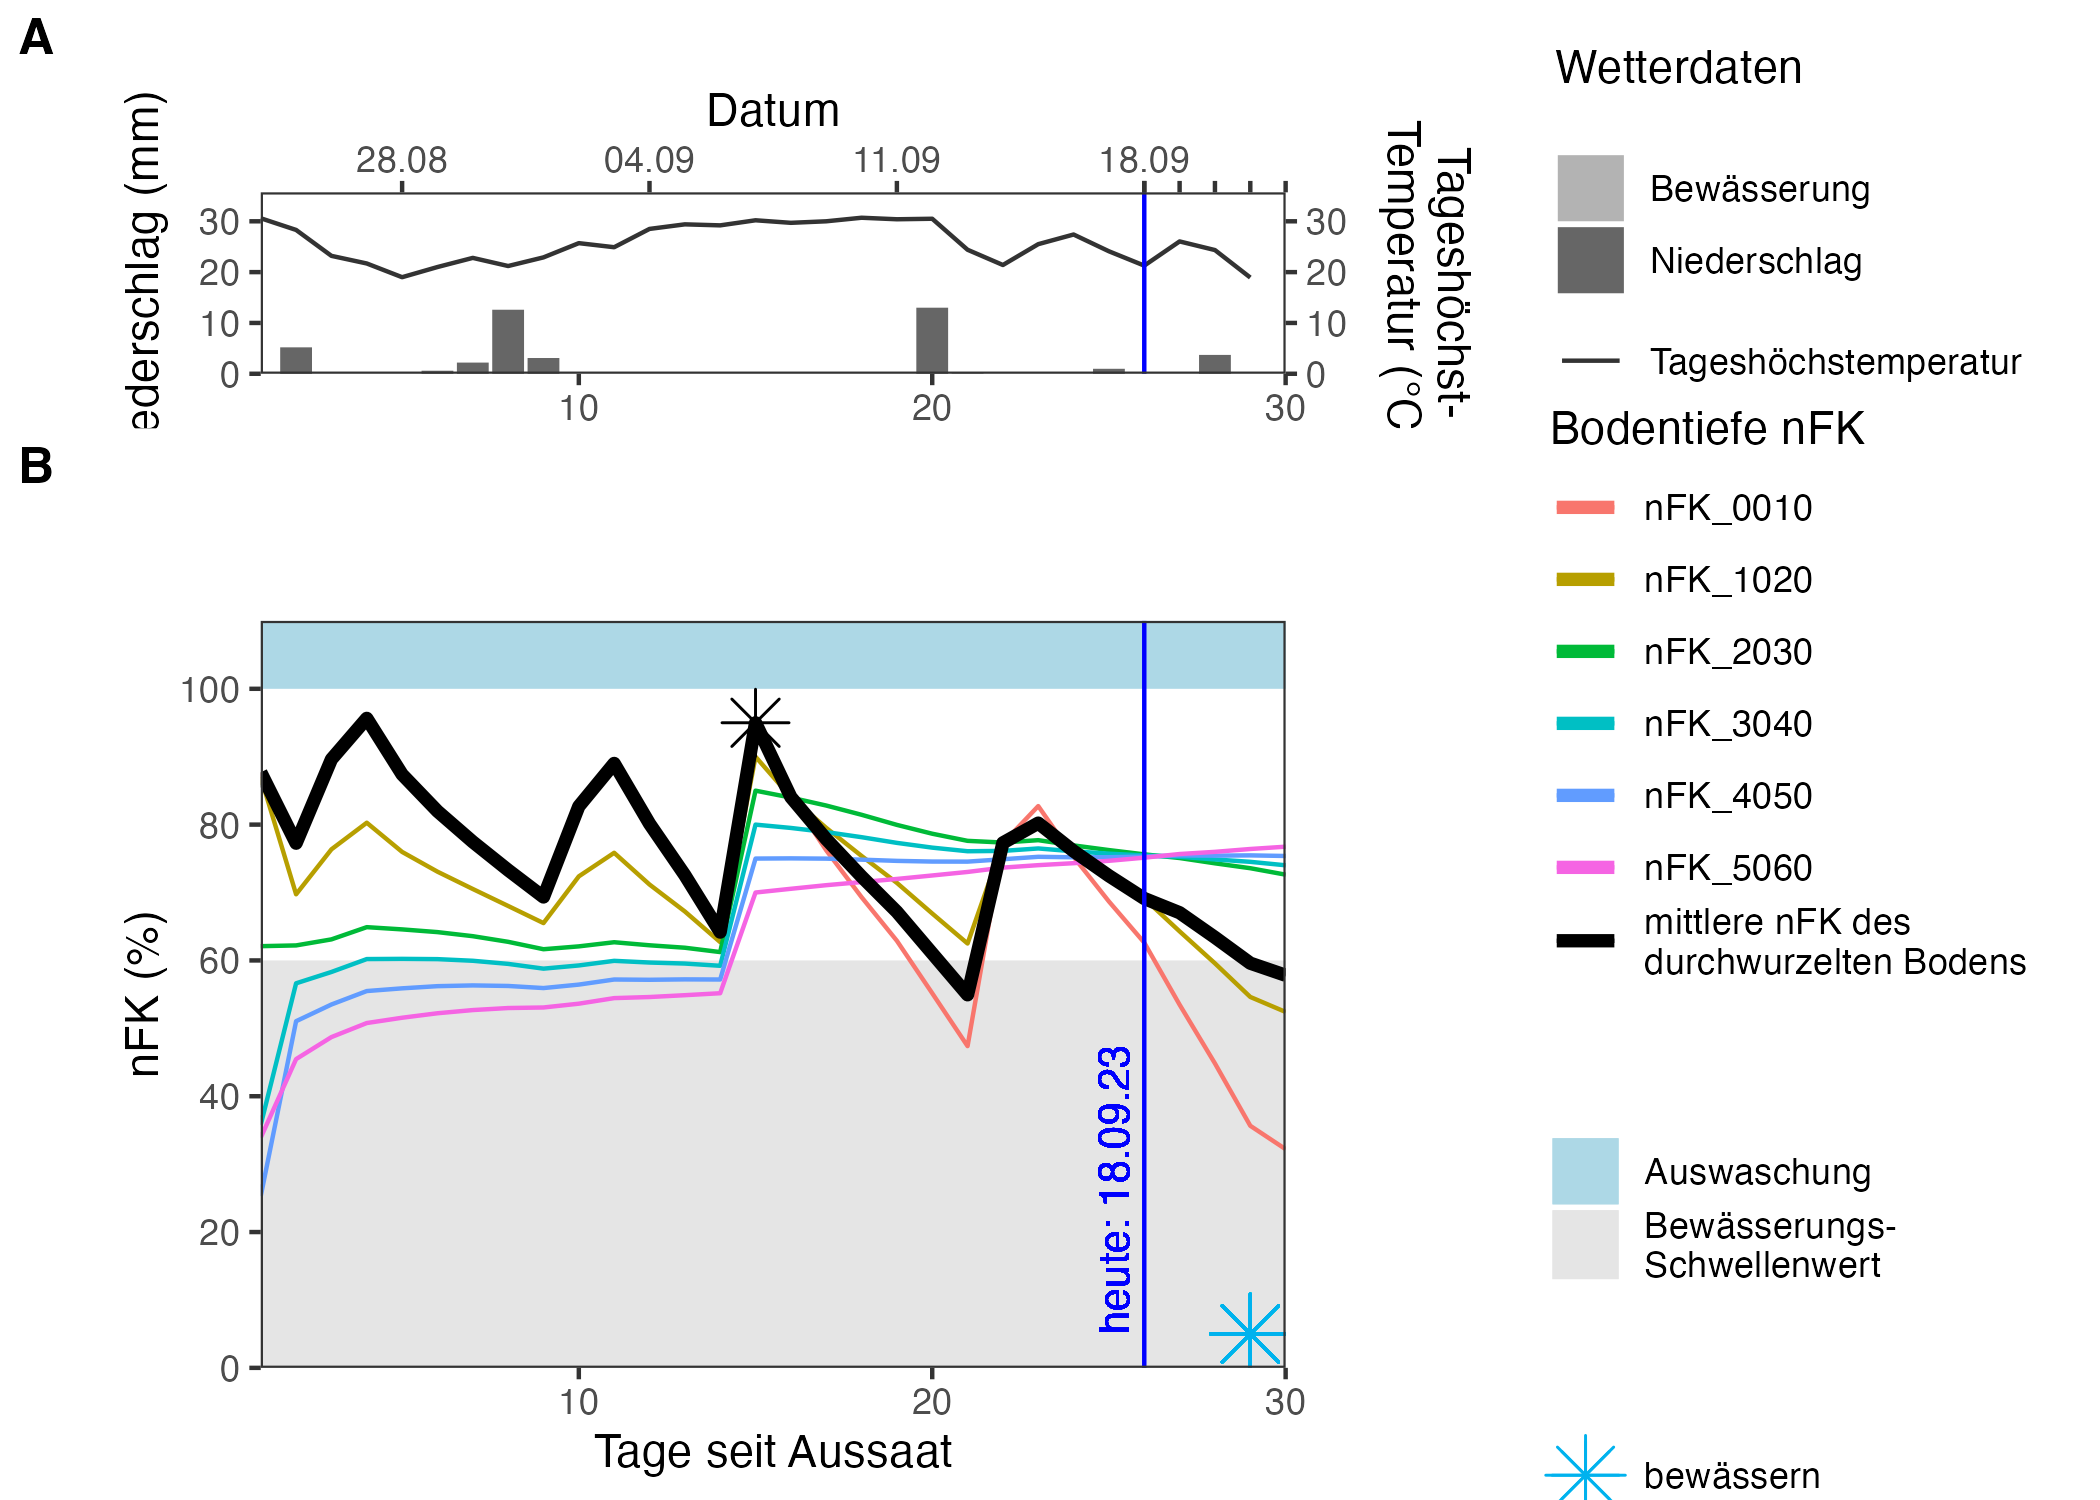 A
Datum
28.08 04.09 11.09 18.09
ederschlag (mm)
30
20
10
0
30
20
10
0
Tageshöchst-
Temperatur (°C
10 20 30
Wetterdaten
Bewässerung
Niederschlag
Tageshöchstemperatur
Bodentiefe nFK
nFK_0010
nFK_1020
nFK_2030
nFK_3040
nFK_4050
nFK_5060
mittlere nFK des
durchwurzelten Bodens
Auswaschung
Bewässerungs-
Schwellenwert
bewässern
B
nFK (%)
100
80
60
40
20
0
heute: 18.09.23
10 20 30
Tage seit Aussaat